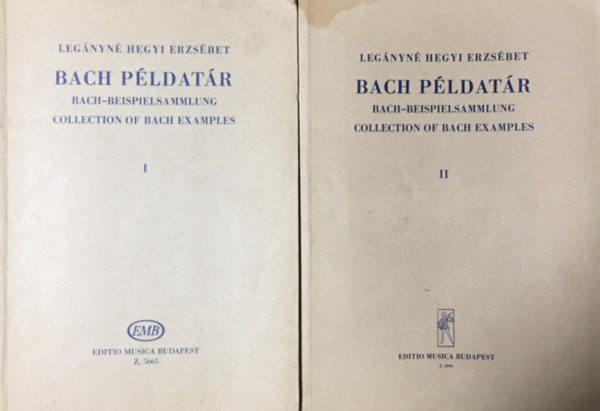 LEGÁNYNÉ HEGYI ERZSÉBET
BACH PÉLDATÁR
BACH-BEISPIELSAMMLUNG
COLLECTION OF BACH EXAMPLES
I
EMB
EDITIO MUSICA BUDAPEST
Z. 5665
LEGÁNYNÉ HEGYI ERZSÉBET
BACH PÉLDATÁR
BACH-BEISPIELSAMMLUNG
COLLECTION OF BACH EXAMPLES
II
EDITIO MUSICA BUDAPEST